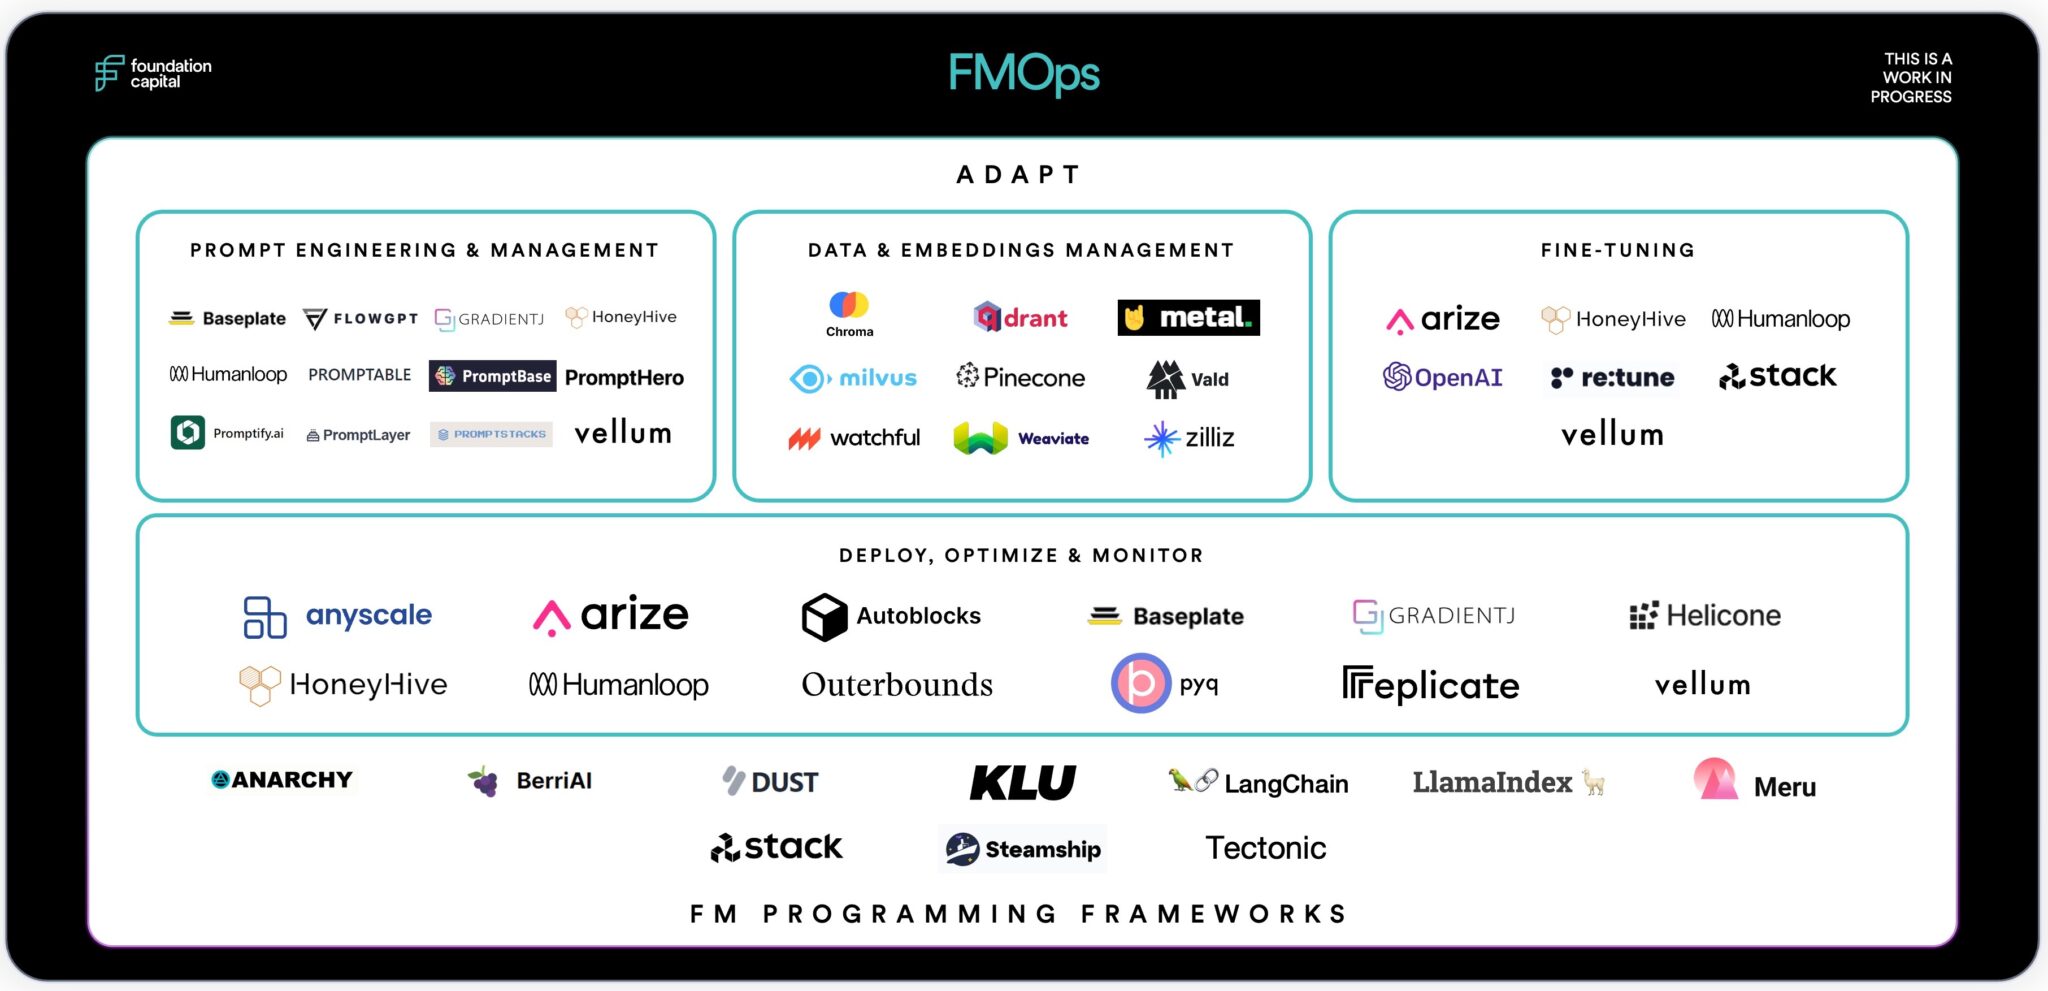 foundation
capital
FMOps
THIS IS A
WORK IN
PROGRESS
ADAPT
PROMPT ENGINEERING & MANAGEMENT
Baseplate FLOWGPT GRADIENTJ HoneyHive
Humanloop PROMPTABLE PromptBase PromptHero
Promptify.ai PromptLayer PROMPTSTACKS vellum
DATA & EMBEDDINGS MANAGEMENT
Chroma qdrant metal.
milvus Pinecone Vald
watchful Weaviate zilliz
FINE-TUNING
arize HoneyHive Humanloop
OpenAI re:tune stack
vellum
DEPLOY, OPTIMIZE & MONITOR
anyscale arize Autoblocks Baseplate GRADIENTJ Helicone
HoneyHive Humanloop Outerbounds pyq replicate vellum
ANARCHY BerriAI DUST KLU LangChain LlamaIndex Meru
stack Steamship Tectonic
FM PROGRAMMING FRAMEWORKS